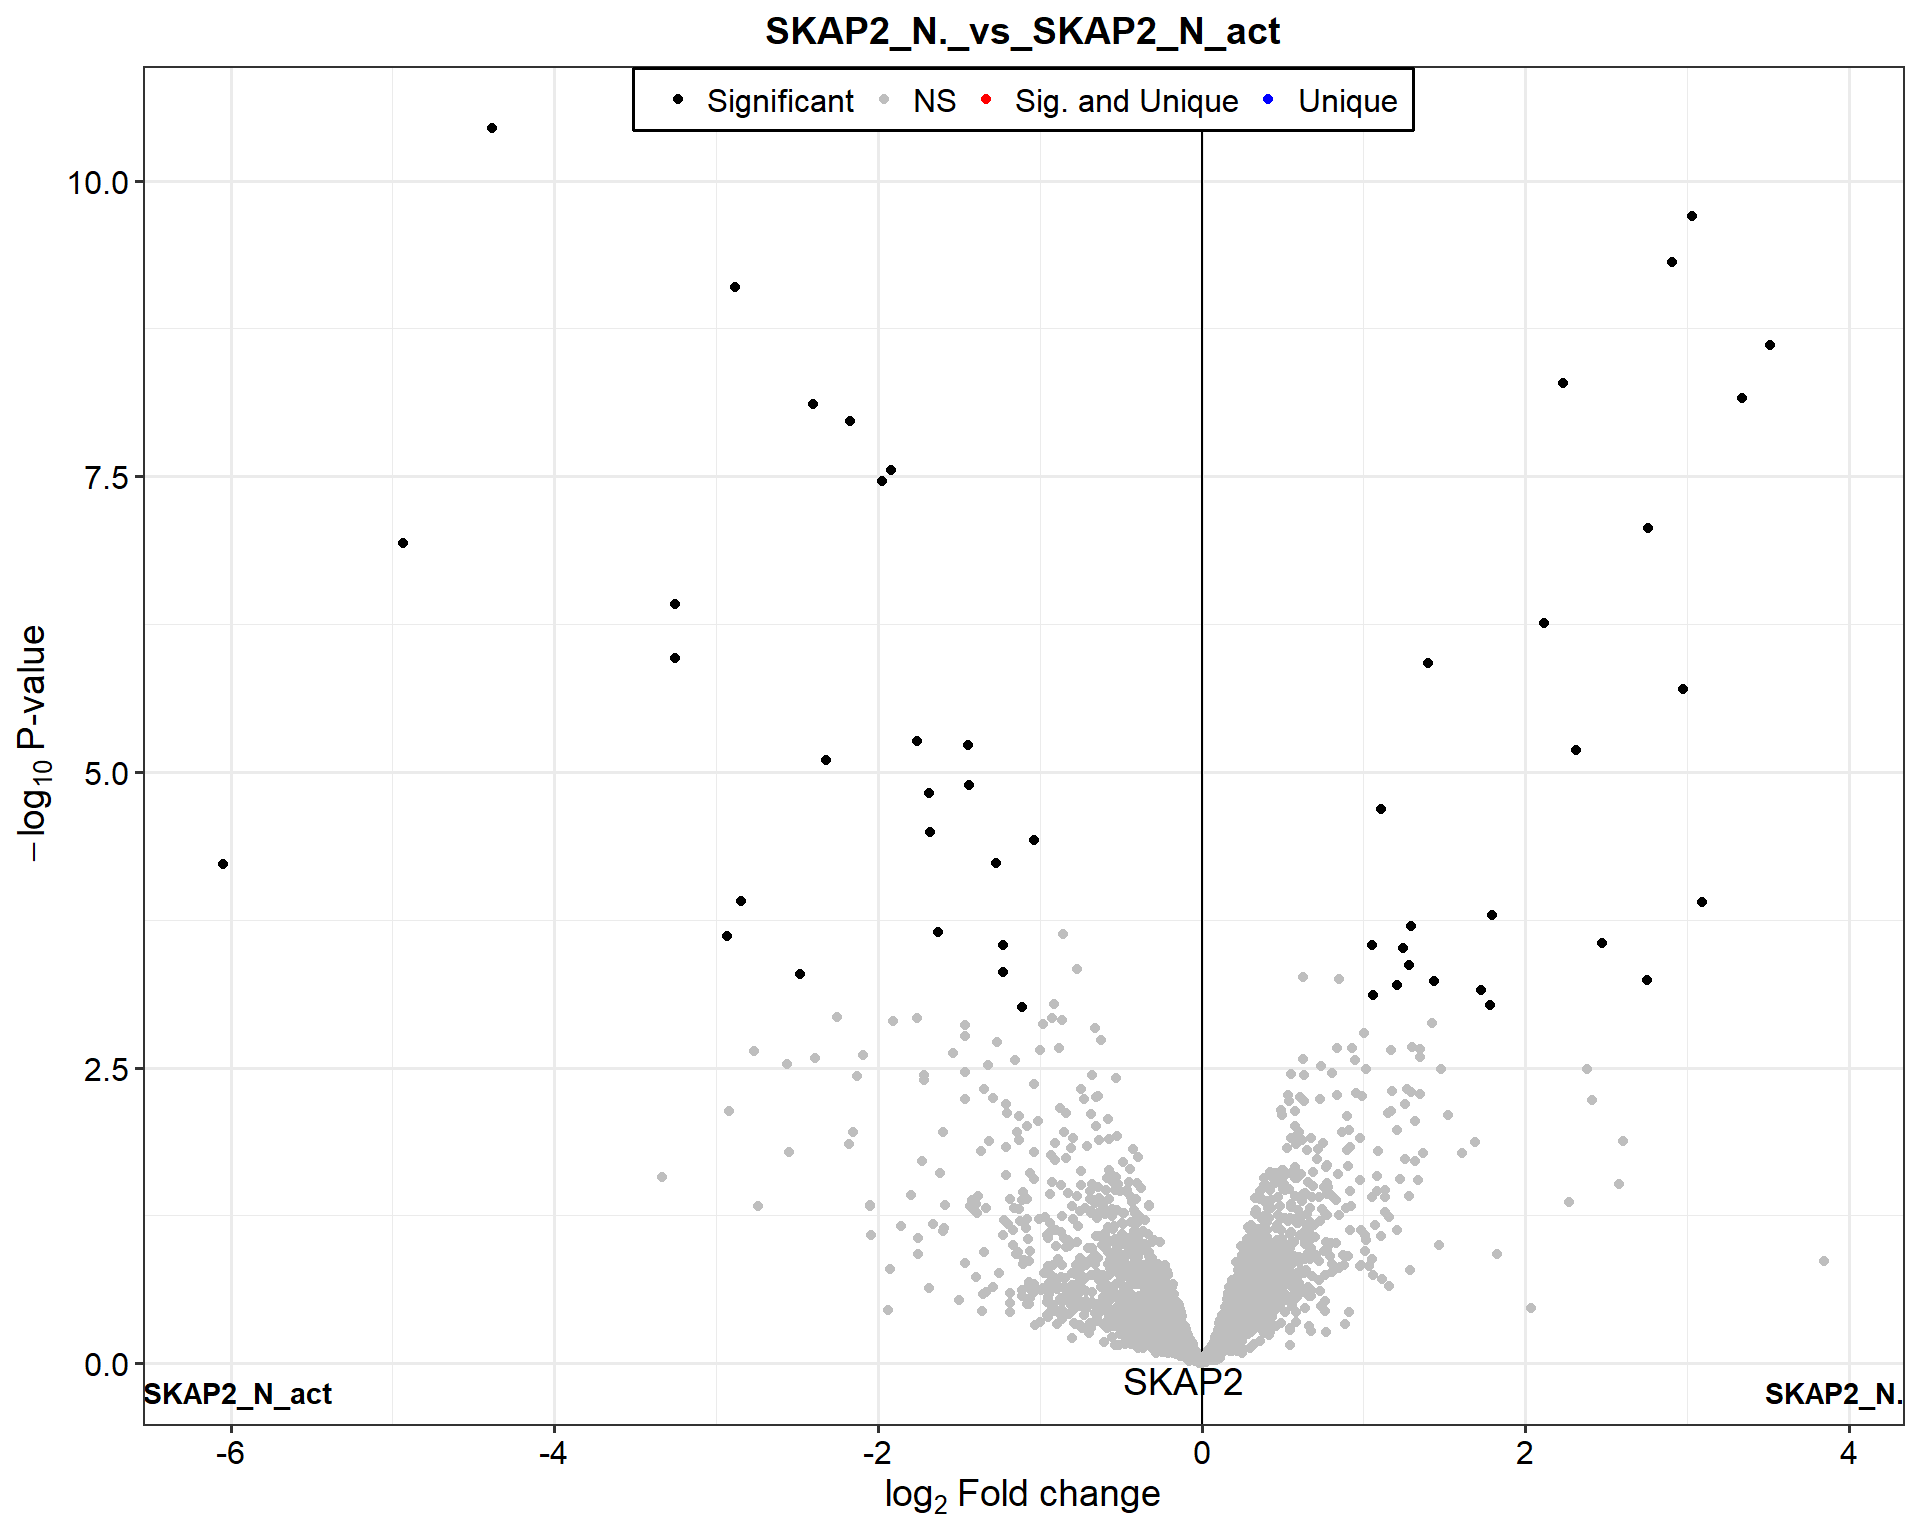 SKAP2_N._vs_SKAP2_N_act
Significant NS Sig. and Unique Unique
10.0
7.5
5.0
2.5
0.0
−log10 P-value
SKAP2
SKAP2_N_act
SKAP2_N.
-6 -4 -2 0 2 4
log2 Fold change